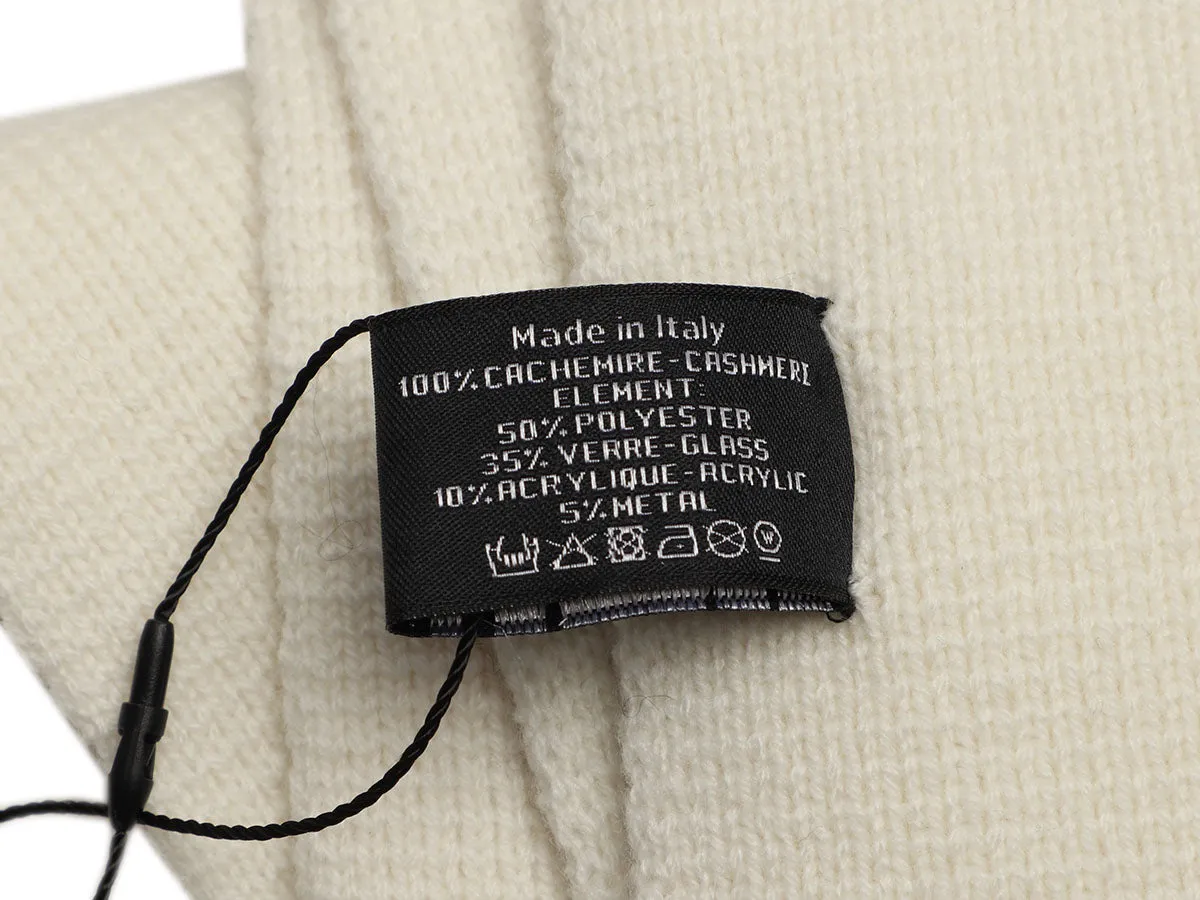 Made in Italy
100% CACHEMIRE-CASHMERE
ELEMENT:
50% POLYESTER
35% VERRE-GLASS
10% ACRYLIQUE-ACRYLIC
5% METAL
W